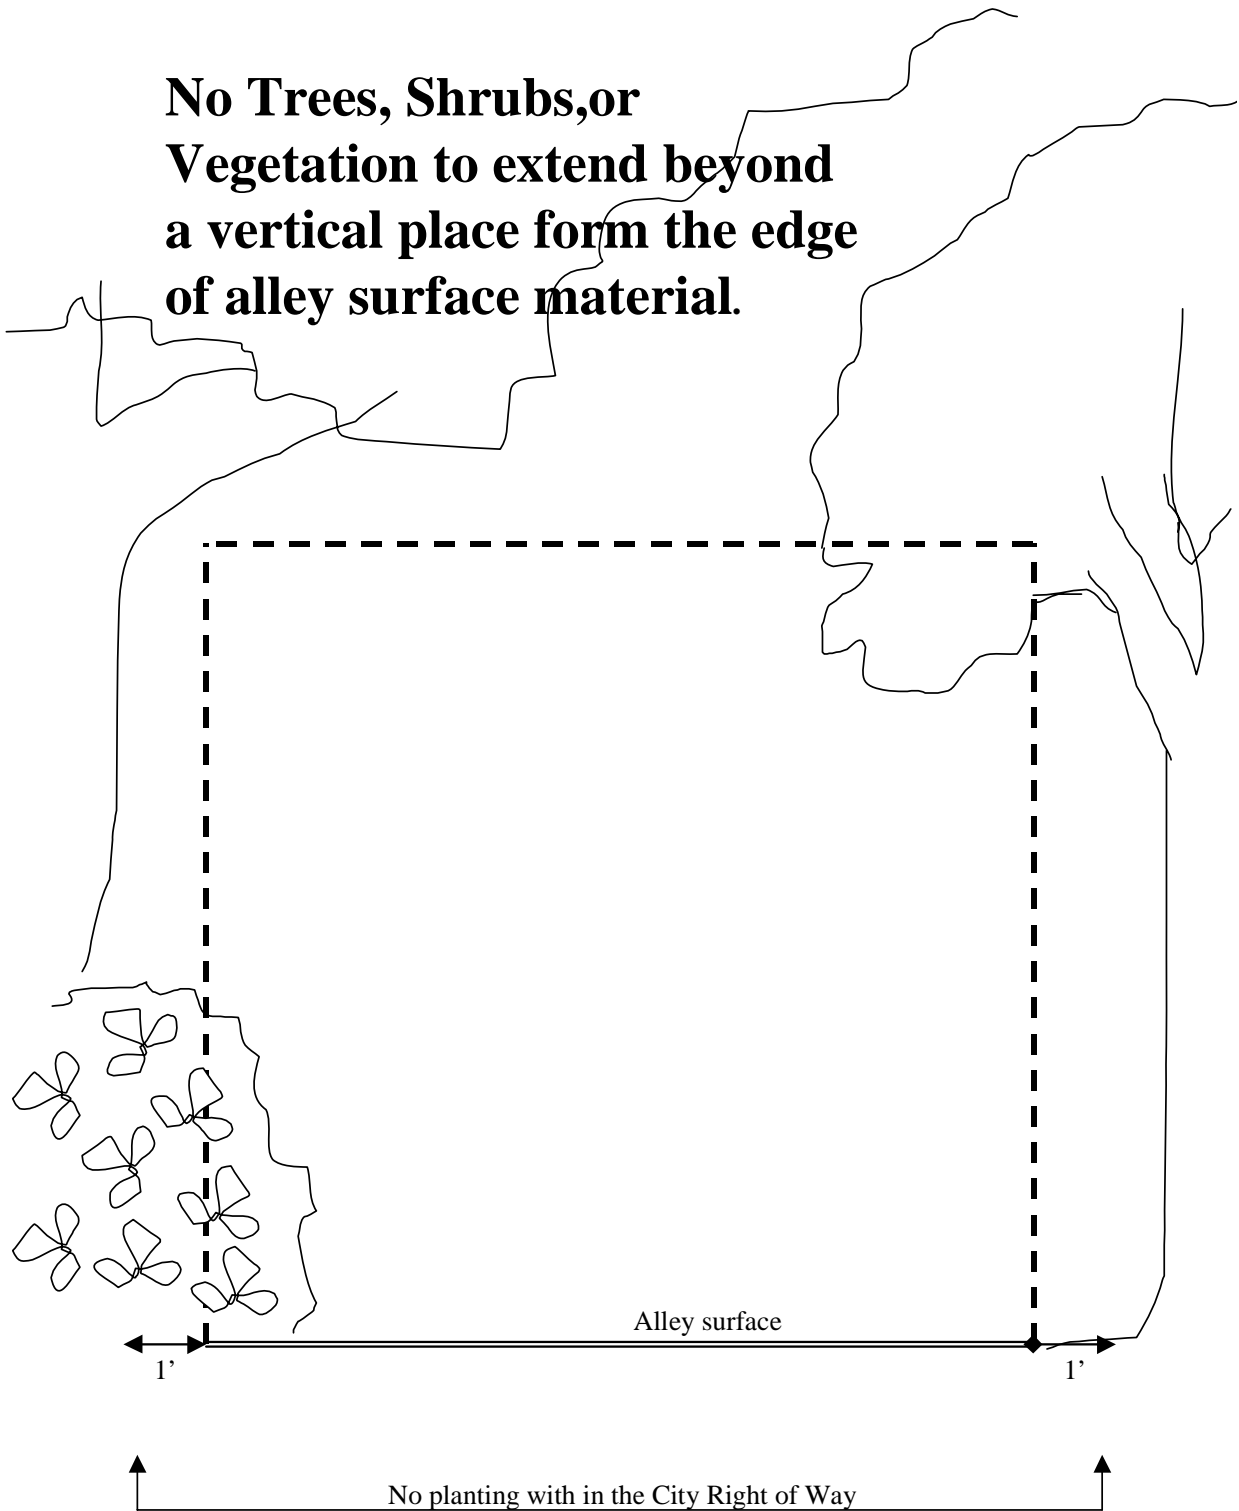 No Trees, Shrubs,or
Vegetation to extend beyond
a vertical place form the edge
of alley surface material.
Alley surface
1’
1’
No planting with in the City Right of Way